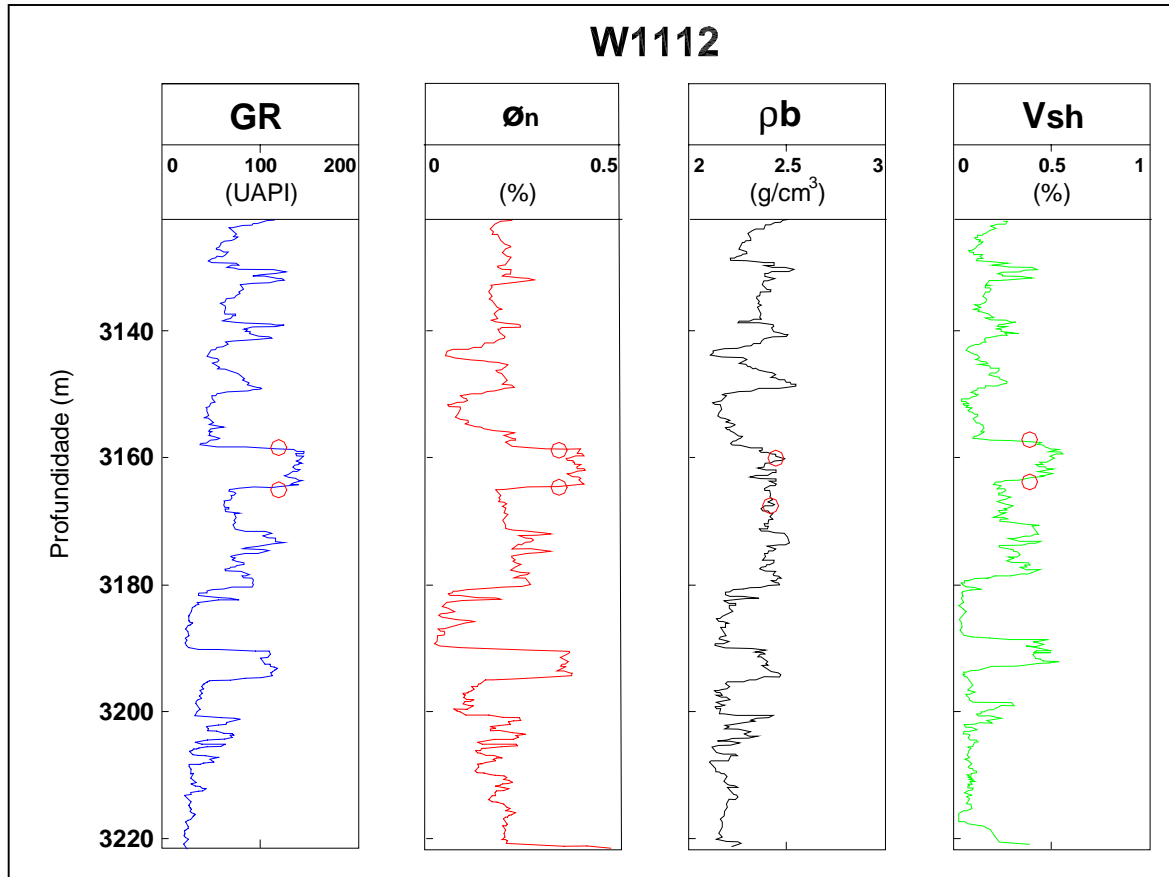 W1112
GR
øn
ρb
Vsh
0 100 200
(UAPI)
0 0.5
(%)
2 2.5 3
(g/cm³)
0 0.5 1
(%)
Profundidade (m)
3140
3160
3180
3200
3220